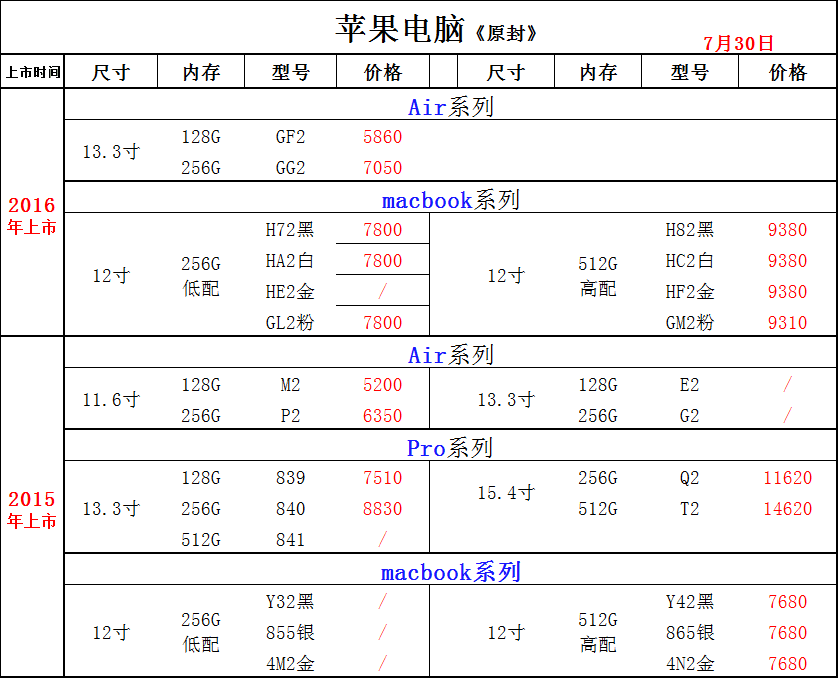 苹果电脑《原封》
7月30日
上市时间 尺寸 内存 型号 价格 尺寸 内存 型号 价格
2016
年上市
Air系列
13.3寸
128G GF2 5860
256G GG2 7050
macbook系列
12寸
256G
低配
H72黑 7800
HA2白 7800
HE2金 /
GL2粉 7800
12寸
512G
高配
H82黑 9380
HC2白 9380
HF2金 9380
GM2粉 9310
2015
年上市
Air系列
11.6寸
128G M2 5200
256G P2 6350
13.3寸
128G E2 /
256G G2 /
Pro系列
13.3寸
128G 839 7510
256G 840 8830
512G 841 /
15.4寸
256G Q2 11620
512G T2 14620
macbook系列
12寸
256G
低配
Y32黑 /
855银 /
4M2金 /
12寸
512G
高配
Y42黑 7680
865银 7680
4N2金 7680